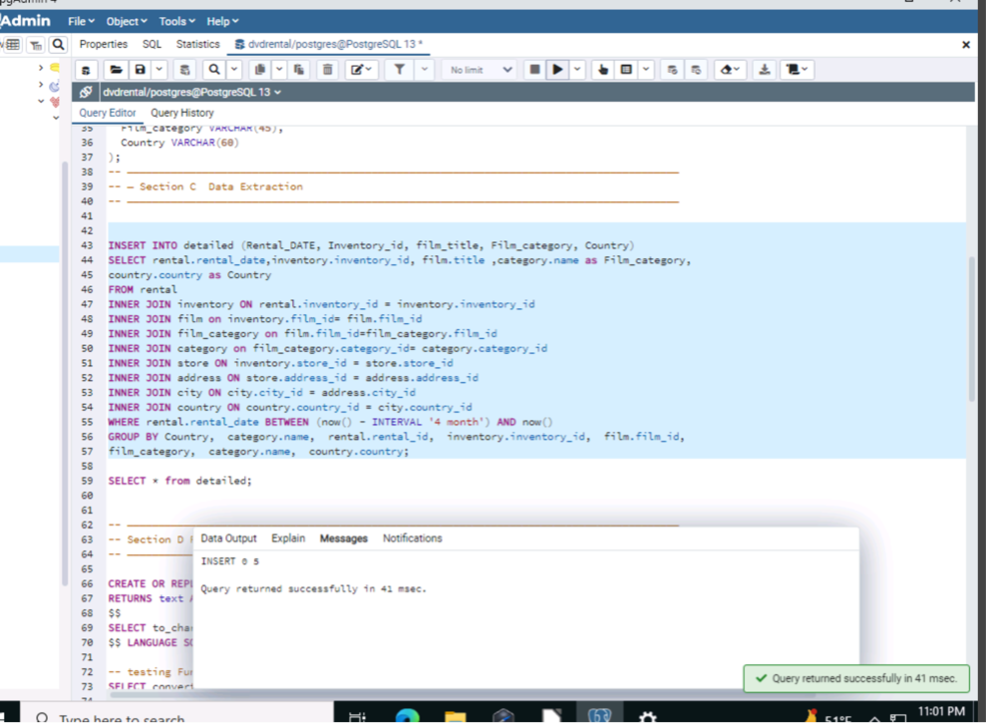 Admin File Object Tools Help
Properties SQL Statistics dvdrental/postgres@PostgreSQL 13 *
No limit
dvdrental/postgres@PostgreSQL 13
Query Editor Query History
35 Film_category VARCHAR(45),
36 Country VARCHAR(60)
37 );
38 --
39 -- – Section C Data Extraction
40 --
41
42
43 INSERT INTO detailed (Rental_DATE, Inventory_id, film_title, Film_category, Country)
44 SELECT rental.rental_date,inventory.inventory_id, film.title ,category.name as Film_category,
45 country.country as Country
46 FROM rental
47 INNER JOIN inventory ON rental.inventory_id = inventory.inventory_id
48 INNER JOIN film on inventory.film_id= film.film_id
49 INNER JOIN film_category on film.film_id=film_category.film_id
50 INNER JOIN category on film_category.category_id= category.category_id
51 INNER JOIN store ON inventory.store_id = store.store_id
52 INNER JOIN address ON store.address_id = address.address_id
53 INNER JOIN city ON city.city_id = address.city_id
54 INNER JOIN country ON country.country_id = city.country_id
55 WHERE rental.rental_date BETWEEN (now() - INTERVAL '4 month') AND now()
56 GROUP BY Country, category.name, rental.rental_id, inventory.inventory_id, film.film_id,
57 film_category, category.name, country.country;
58
59 SELECT * from detailed;
60
61
62 --
63 -- Section D
64 --
65
66 CREATE OR REPL
67 RETURNS text
68 $$
69 SELECT to_cha
70 $$ LANGUAGE S
71
72 -- testing Fu
73 SELECT convert
74
Data Output Explain Messages Notifications
INSERT 0 5
Query returned successfully in 41 msec.
Query returned successfully in 41 msec.
Type here to search
51°F
11:01 PM